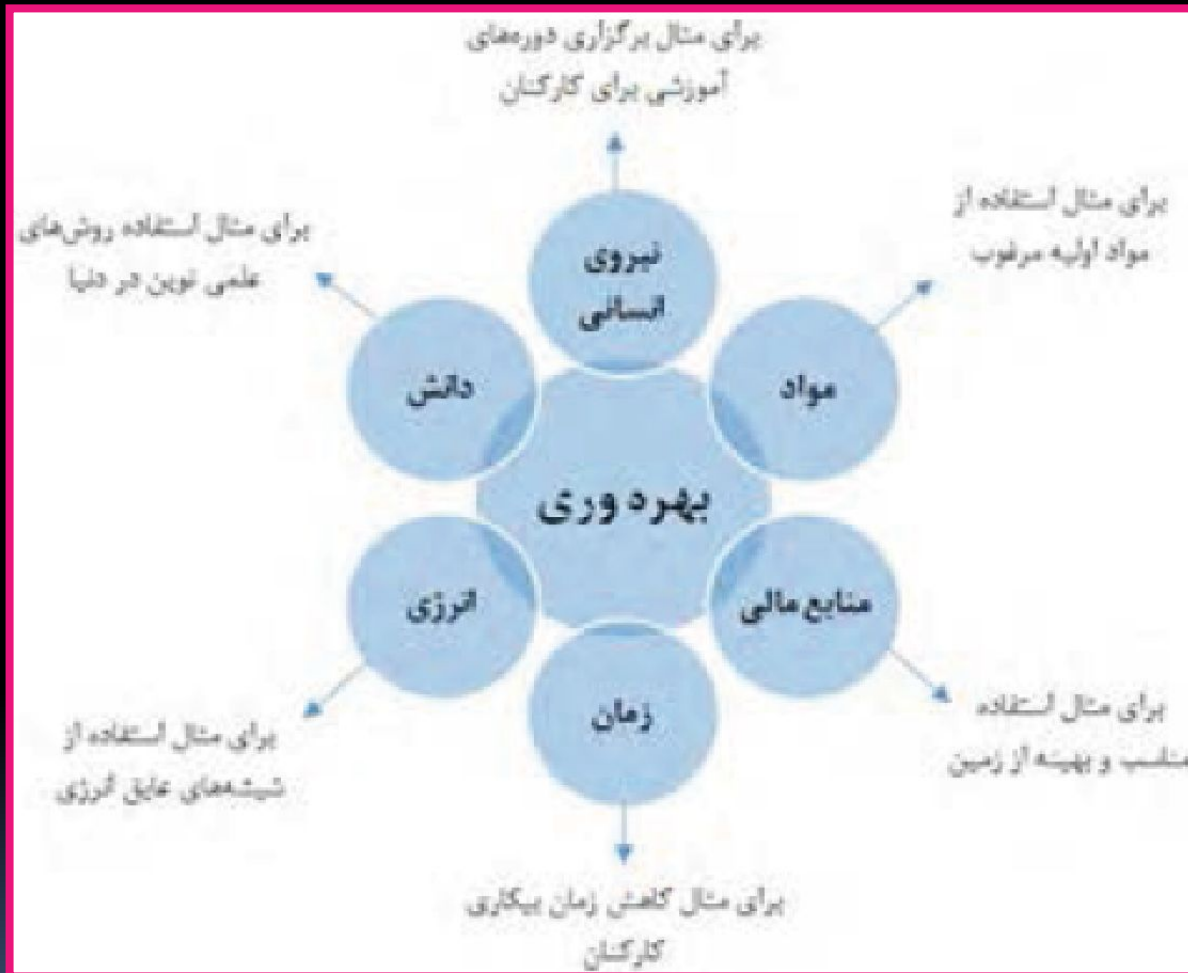 برای مثال برگزاری دوره‌های
آموزشی برای کارکنان
برای مثال استفاده از
مواد اولیه مرغوب
برای مثال استفاده روش‌های
علمی نوین در دنیا
نیروی
انسانی
مواد
دانش
بهره وری
منابع مالی
انرژی
زمان
برای مثال استفاده
مناسب و بهینه از زمین
برای مثال استفاده از
شیشه‌های عایق انرژی
برای مثال کاهش زمان بیکاری
کارکنان